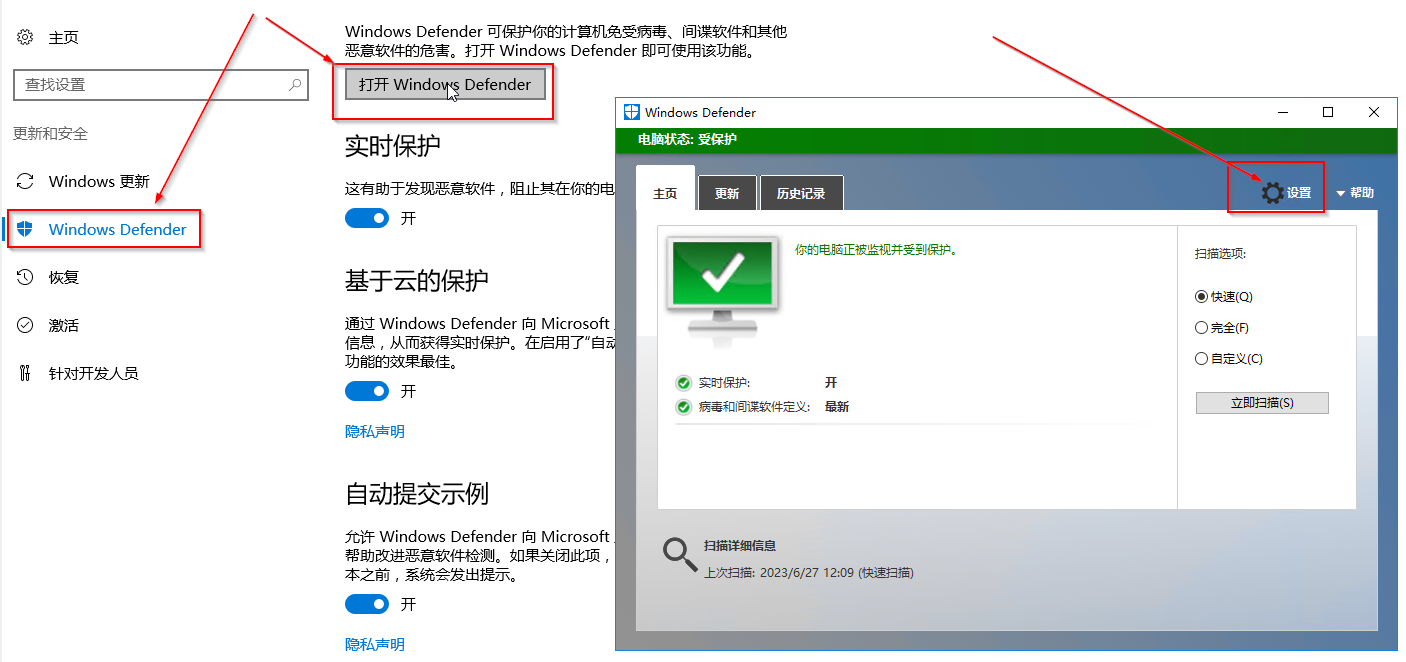 主页
查找设置
更新和安全
Windows 更新
Windows Defender
恢复
激活
针对开发人员
Windows Defender 可保护你的计算机免受病毒、间谍软件和其他
恶意软件的危害。打开 Windows Defender 即可使用该功能。
打开 Windows Defender
实时保护
这有助于发现恶意软件，阻止其在你的电
开
基于云的保护
通过 Windows Defender 向 Microsoft
信息，从而获得实时保护。在启用了“自动
功能的效果最佳。
开
隐私声明
自动提交示例
允许 Windows Defender 向 Microsoft
帮助改进恶意软件检测。如果关闭此项，
本之前，系统会发出提示。
开
隐私声明
Windows Defender
电脑状态: 受保护
主页
更新
历史记录
设置
帮助
你的电脑正被监视并受到保护。
实时保护: 开
病毒和间谍软件定义: 最新
扫描选项:
快速(Q)
完全(F)
自定义(C)
立即扫描(S)
扫描详细信息
上次扫描: 2023/6/27 12:09 (快速扫描)